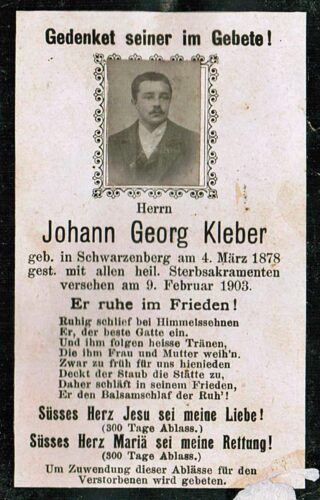 Gedenket seiner im Gebete!
Herrn
Johann Georg Kleber
geb. in Schwarzenberg am 4. März 1878
gest. mit allen heil. Sterbsakramenten
versehen am 9. Februar 1903.
Er ruhe im Frieden!
Ruhig schlief bei Himmelssehnen
Er, der beste Gatte ein.
Und ihm folgen heisse Tränen,
Die ihm Frau und Mutter weih'n.
Zwar zu früh für uns hienieden
Deckt der Staub die Stätte zu,
Daher schläft in seinem Frieden,
Er den Balsamschlaf der Ruh'!
Süsses Herz Jesu sei meine Liebe!
(300 Tage Ablass.)
Süsses Herz Mariä sei meine Rettung!
(300 Tage Ablass.)
Um Zuwendung dieser Ablässe für den
Verstorbenen wird gebeten.